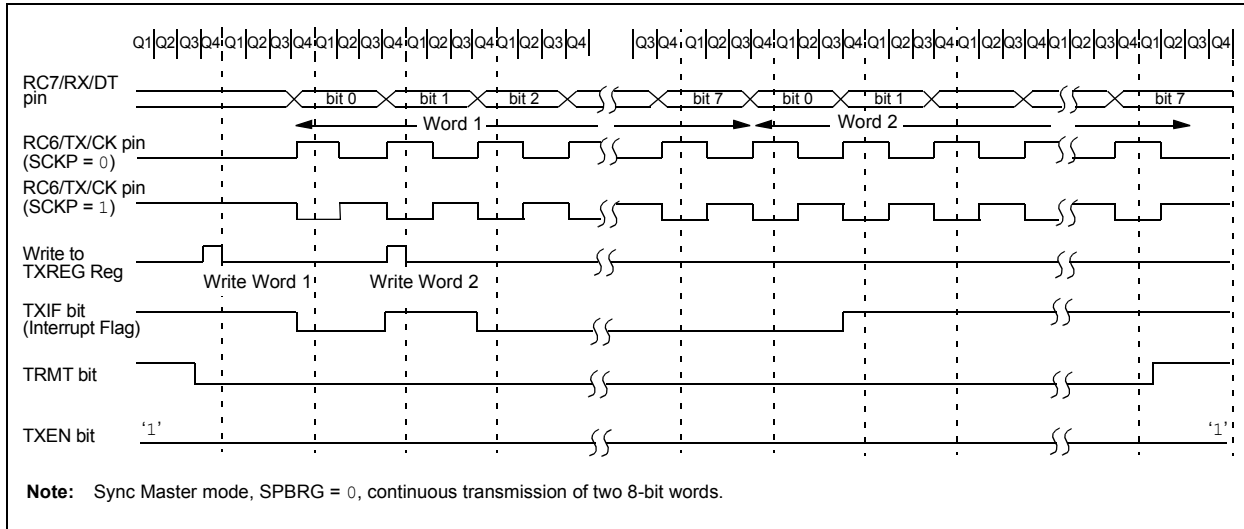 Q1 Q2 Q3 Q4 Q1 Q2 Q3 Q4 Q1 Q2 Q3 Q4 Q1 Q2 Q3 Q4 Q1 Q2 Q3 Q4 Q3 Q4 Q1 Q2 Q3 Q4 Q1 Q2 Q3 Q4 Q1 Q2 Q3 Q4 Q1 Q2 Q3 Q4 Q1 Q2 Q3 Q4 Q1 Q2 Q3 Q4
RC7/RX/DT
pin
bit 0 bit 1 bit 2 bit 7 bit 0 bit 1 bit 7
Word 1 Word 2
RC6/TX/CK pin
(SCKP = 0)
RC6/TX/CK pin
(SCKP = 1)
Write to
TXREG Reg
Write Word 1 Write Word 2
TXIF bit
(Interrupt Flag)
TRMT bit
TXEN bit
‘1’ ‘1’
Note: Sync Master mode, SPBRG = 0, continuous transmission of two 8-bit words.